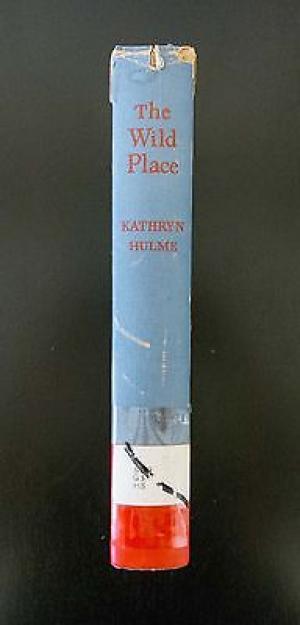 The
Wild
Place
KATHRYN
HULME